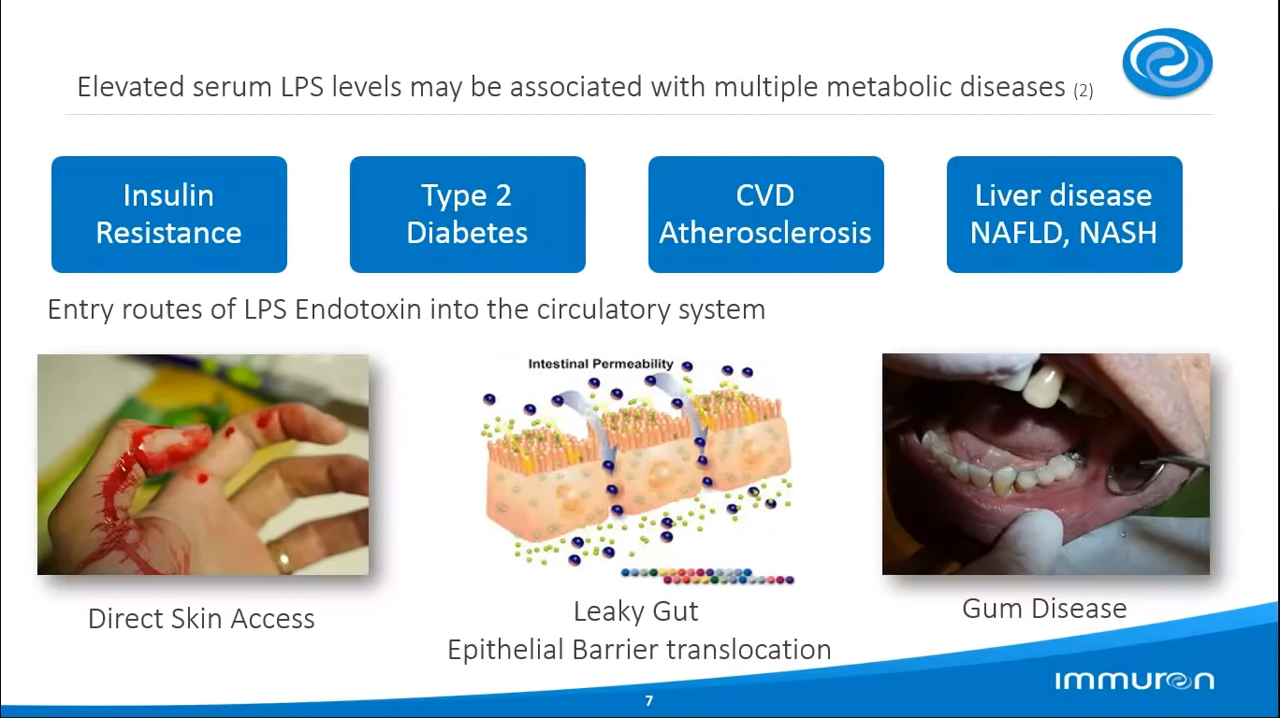 Elevated serum LPS levels may be associated with multiple metabolic diseases (2)
Insulin
Resistance
Type 2
Diabetes
CVD
Atherosclerosis
Liver disease
NAFLD, NASH
Entry routes of LPS Endotoxin into the circulatory system
Intestinal Permeability
Direct Skin Access
Leaky Gut
Epithelial Barrier translocation
Gum Disease
immuron
7